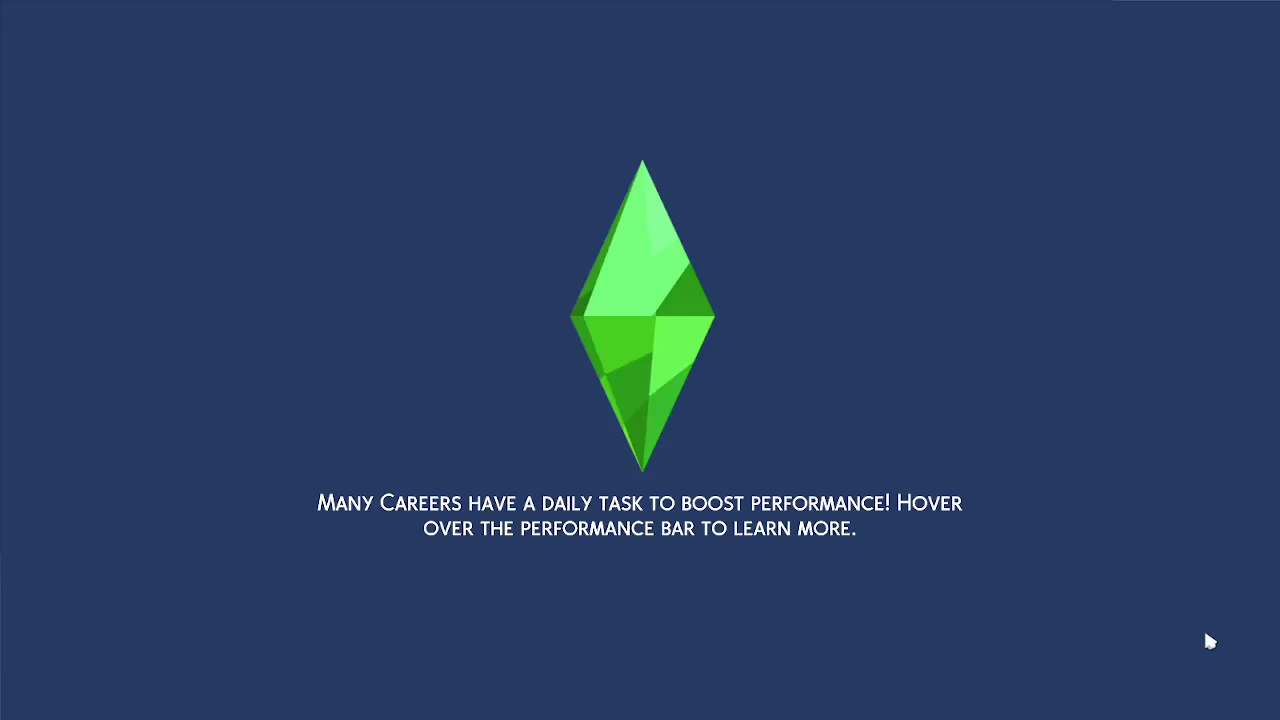 Many Careers have a daily task to boost performance! Hover
over the performance bar to learn more.